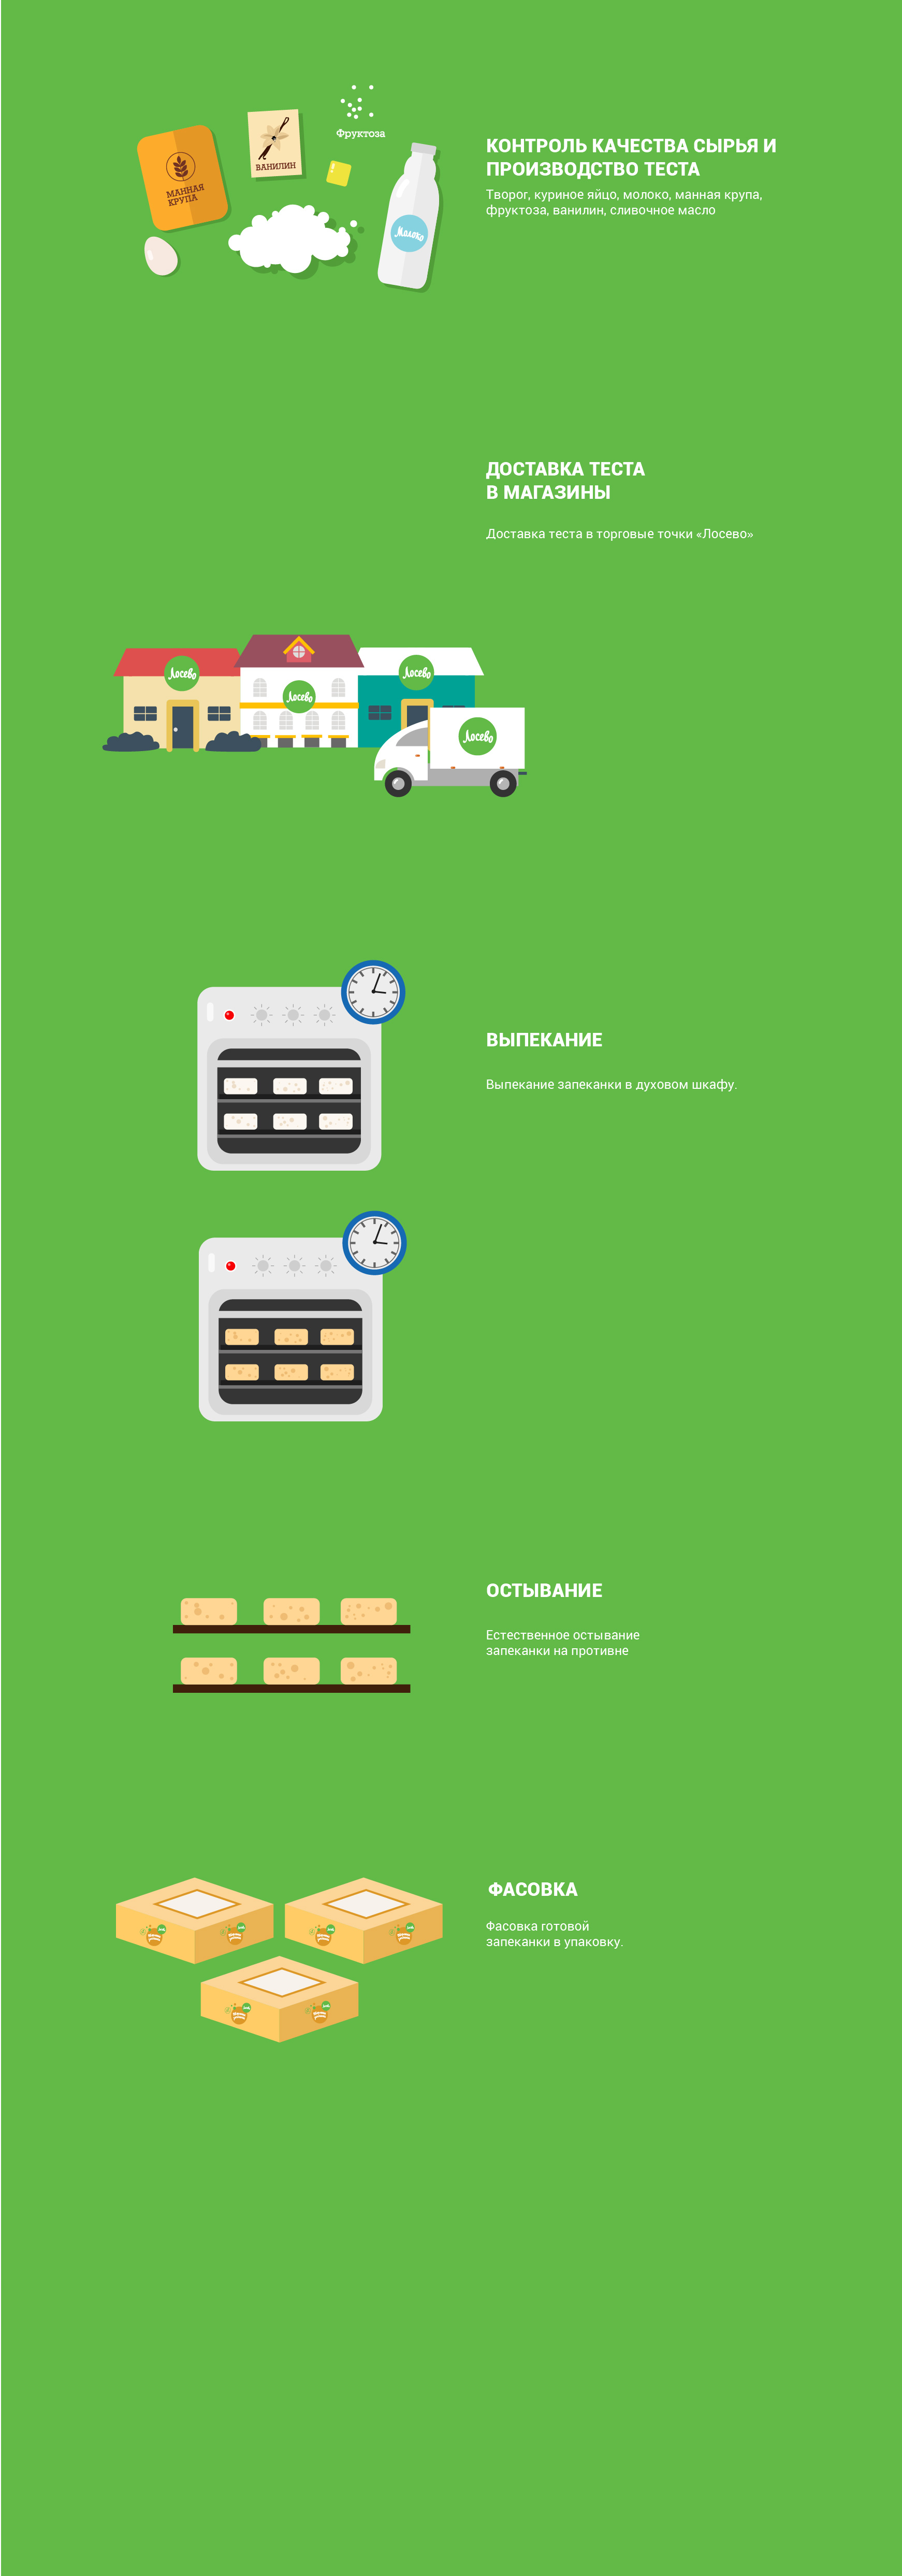 Фруктоза
ВАНИЛИН
МАННАЯ
КРУПА
Молоко
КОНТРОЛЬ КАЧЕСТВА СЫРЬЯ И
ПРОИЗВОДСТВО ТЕСТА
Творог, куриное яйцо, молоко, манная крупа,
фруктоза, ванилин, сливочное масло
ДОСТАВКА ТЕСТА
В МАГАЗИНЫ
Доставка теста в торговые точки «Лосево»
Лосево
Лосево
Лосево
Лосево
ВЫПЕКАНИЕ
Выпекание запеканки в духовом шкафу.
ОСТЫВАНИЕ
Естественное остывание
запеканки на противне
ФАСОВКА
Фасовка готовой
запеканки в упаковку.